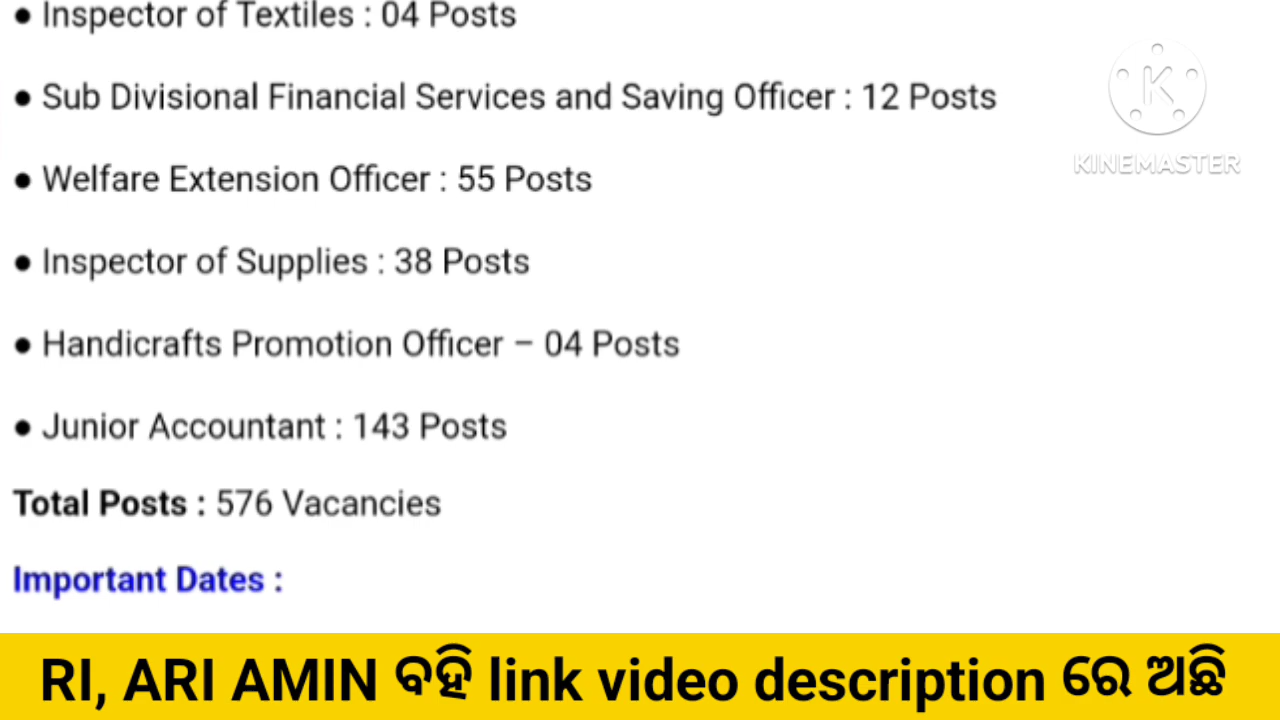 ● Inspector of Textiles : 04 Posts
● Sub Divisional Financial Services and Saving Officer : 12 Posts
K
KINEMASTER
● Welfare Extension Officer : 55 Posts
● Inspector of Supplies : 38 Posts
● Handicrafts Promotion Officer – 04 Posts
● Junior Accountant : 143 Posts
Total Posts : 576 Vacancies
Important Dates :
RI, ARI AMIN ବହି link video description ରେ ଅଛି